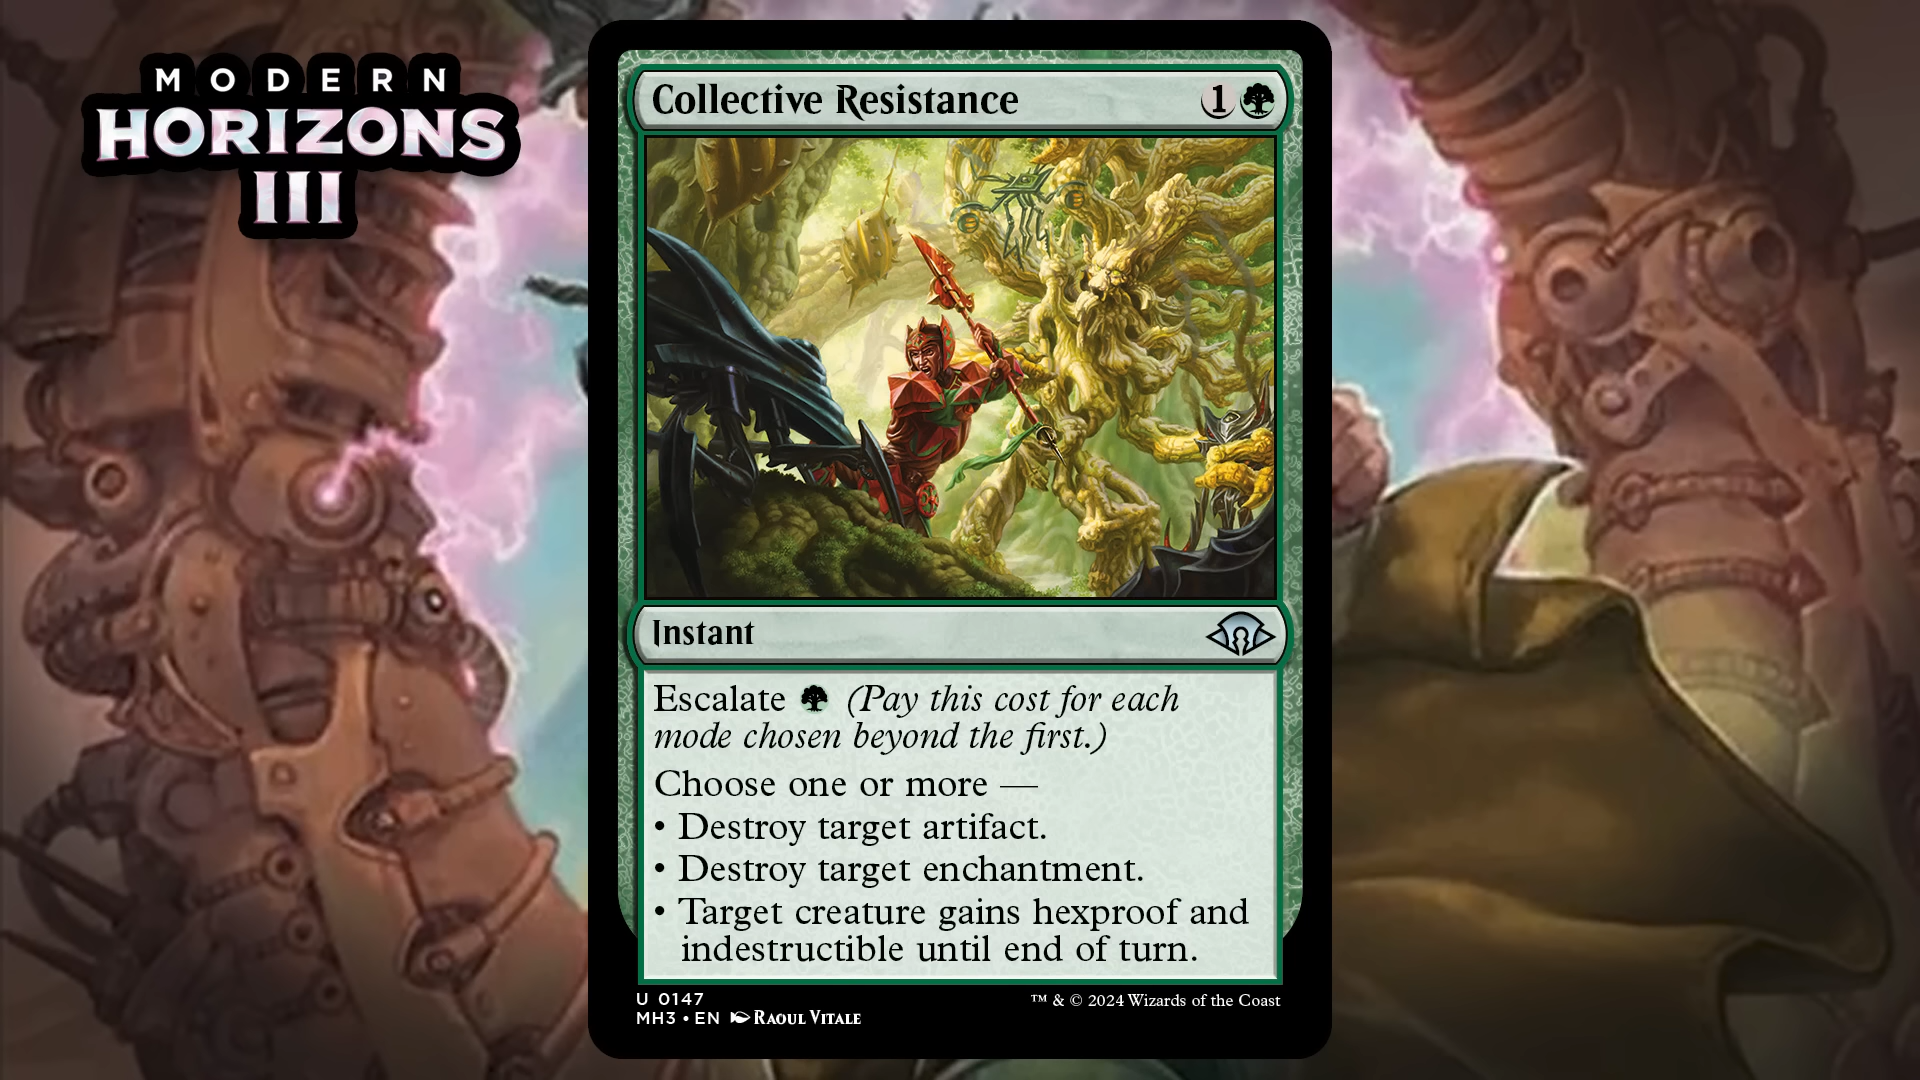 MODERN
HORIZONS
III
Collective Resistance 1
Instant
Escalate (Pay this cost for each
mode chosen beyond the first.)
Choose one or more —
• Destroy target artifact.
• Destroy target enchantment.
• Target creature gains hexproof and
indestructible until end of turn.
U 0147
MH3 • EN RAOUL VITALE
™ & © 2024 Wizards of the Coast